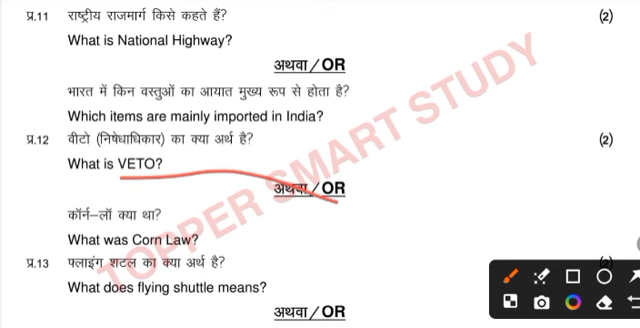 प्र.11 राष्ट्रीय राजमार्ग किसे कहते हैं? (2)
What is National Highway?
अथवा/OR
भारत में किन वस्तुओं का आयात मुख्य रूप से होता है?
Which items are mainly imported in India?
प्र.12 वीटो (निषेधाधिकार) का क्या अर्थ है? (2)
What is VETO?
अथवा/OR
कॉर्न–लॉ क्या था?
What was Corn Law?
प्र.13 फ्लाइंग शटल का क्या अर्थ है? (2)
What does flying shuttle means?
अथवा/OR
TOPPER SMART STUDY